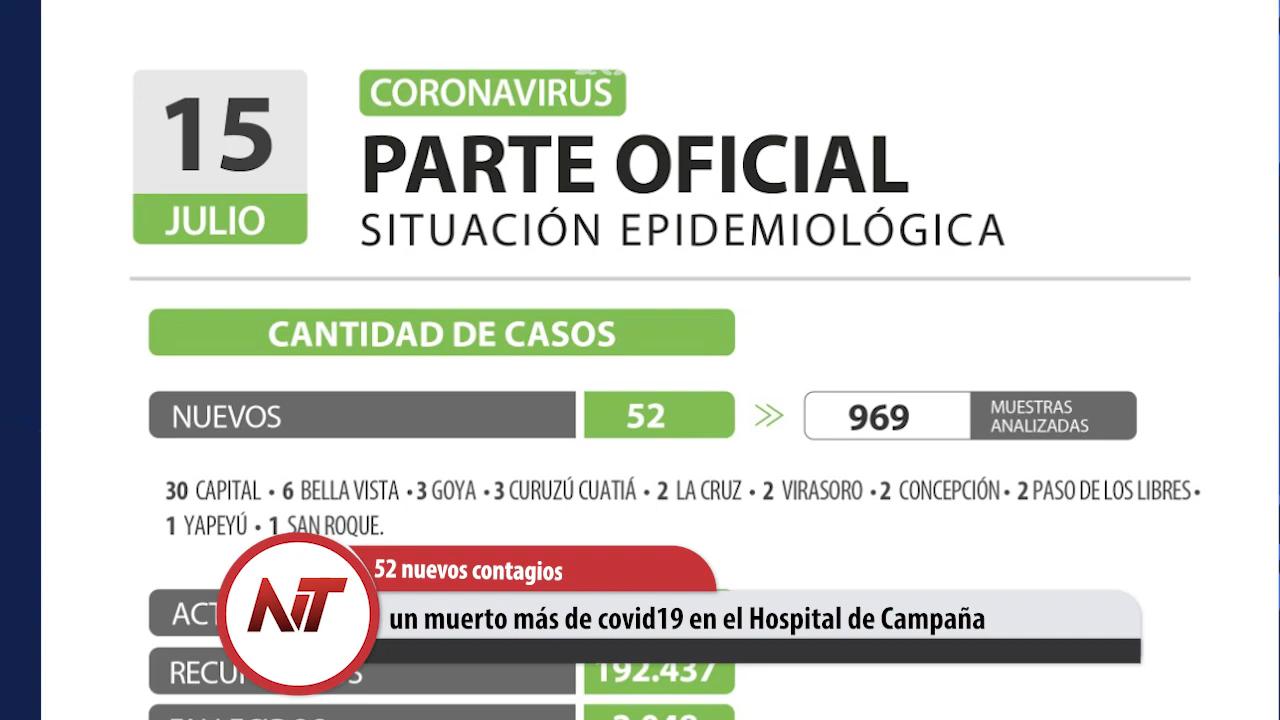 15
JULIO
CORONAVIRUS
PARTE OFICIAL
SITUACIÓN EPIDEMIOLÓGICA
CANTIDAD DE CASOS
NUEVOS 52 969 MUESTRAS ANALIZADAS
30 CAPITAL • 6 BELLA VISTA • 3 GOYA • 3 CURUZÚ CUATIÁ • 2 LA CRUZ • 2 VIRASORO • 2 CONCEPCIÓN • 2 PASO DE LOS LIBRES •
1 YAPEYÚ • 1 SAN ROQUE.
52 nuevos contagios
NiT
un muerto más de covid19 en el Hospital de Campaña
192.437